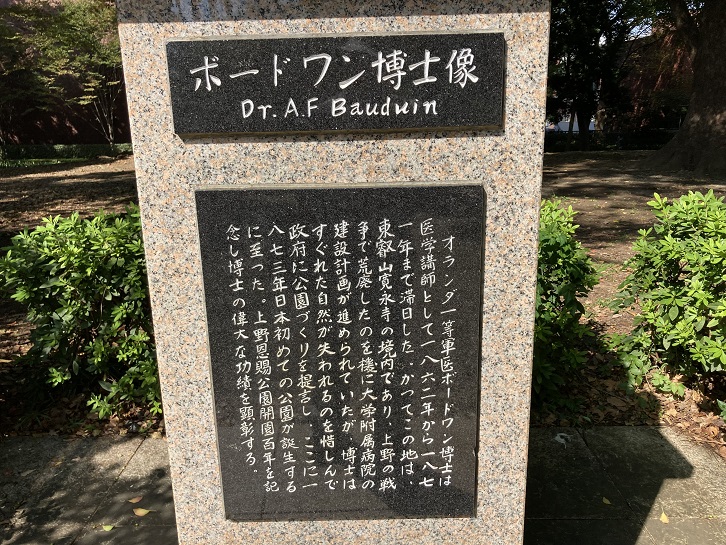 ボードワン博士像
Dr. A.F Bauduin
オランダ一等軍医ボードワン博士は
医学講師として一八六二年から一八七
一年まで滞日した。かつてこの地は、
東叡山寛永寺の境内であり、上野の戦
争で荒廃したのを機に大学附属病院の
建設計画が進められていたが、博士は
すぐれた自然が失われるのを惜しんで
政府に公園づくりを提言し、ここに一
八七三年日本初めての公園が誕生する
に至った。上野恩賜公園開園百年を記
念し博士の偉大な功績を顕彰する。